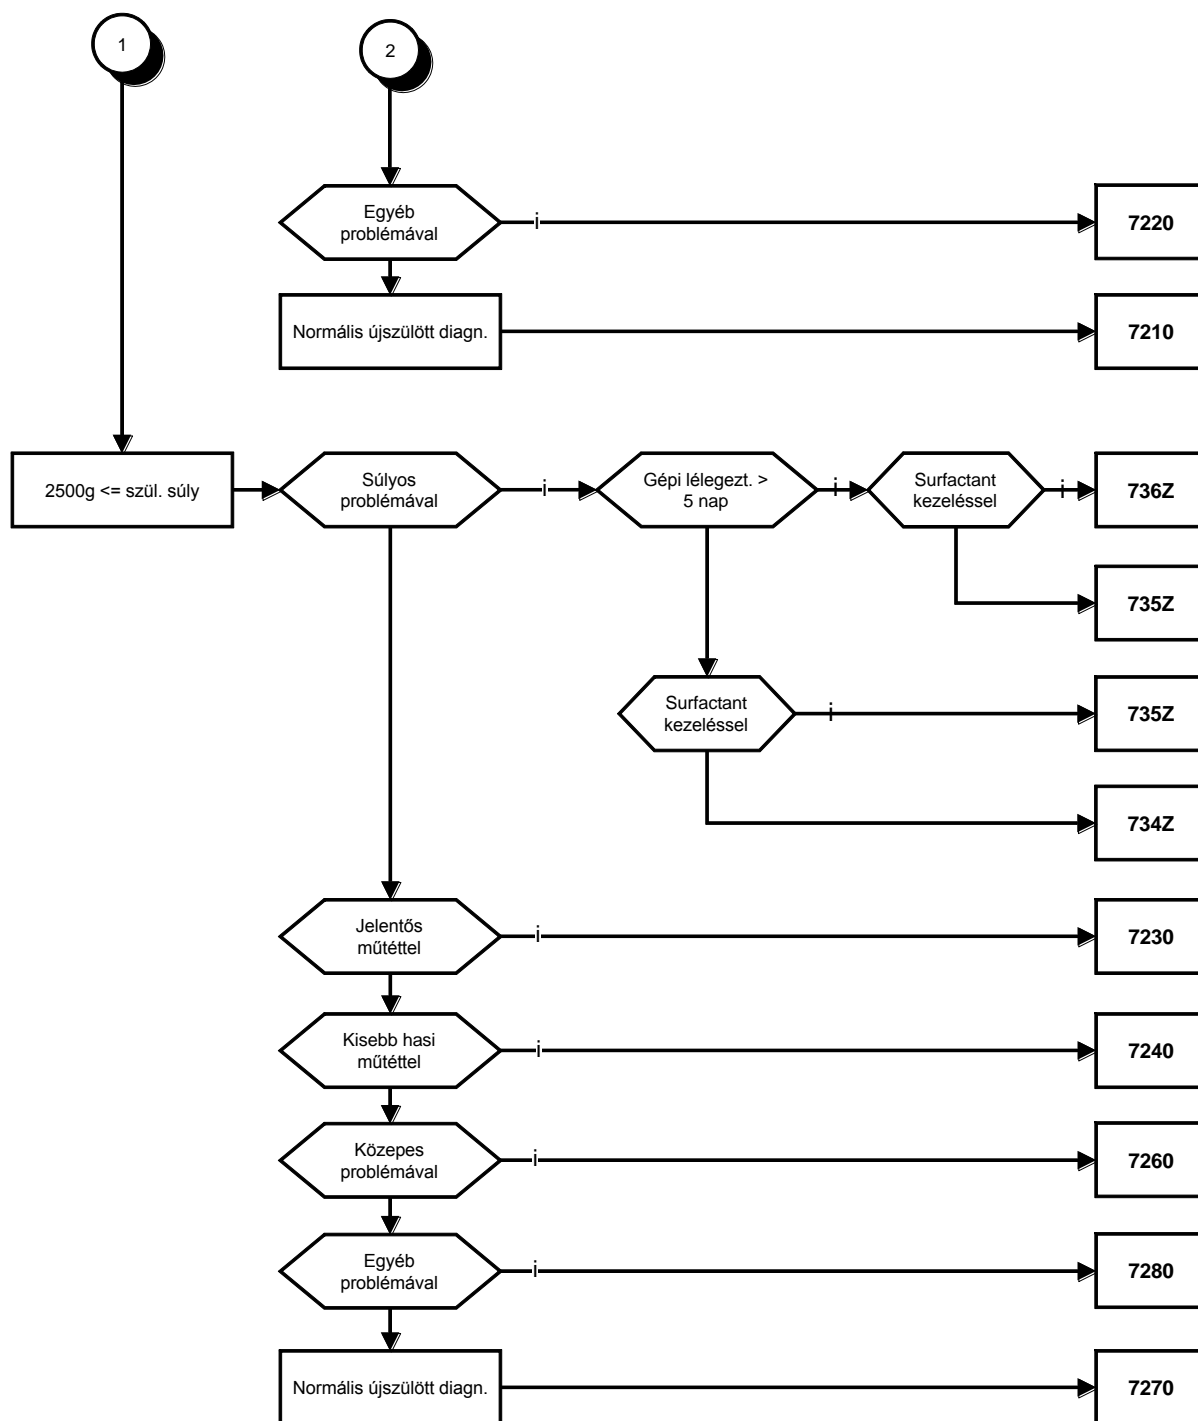 1
2
Egyéb
problémával
i
7220
Normális újszülött diagn.
7210
2500g <= szül. súly
Súlyos
problémával
i
Gépi lélegezt. >
5 nap
i
Surfactant
kezeléssel
i
736Z
735Z
Surfactant
kezeléssel
i
735Z
734Z
Jelentős
műtéttel
i
7230
Kisebb hasi
műtéttel
i
7240
Közepes
problémával
i
7260
Egyéb
problémával
i
7280
Normális újszülött diagn.
7270